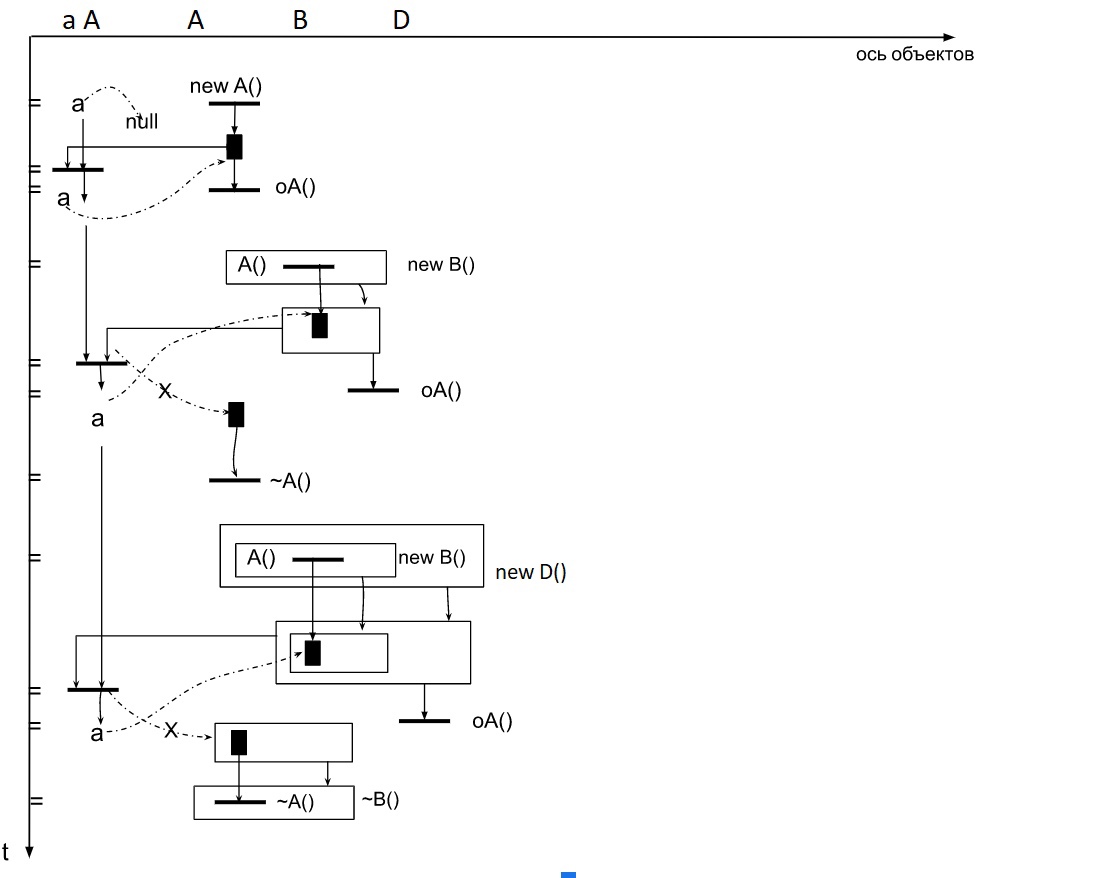 a A A B D
ось объектов
new A()
a
null
oA()
a
A() new B()
X
oA()
a
~A()
A() new B()
new D()
oA()
X
a
~A() ~B()
t